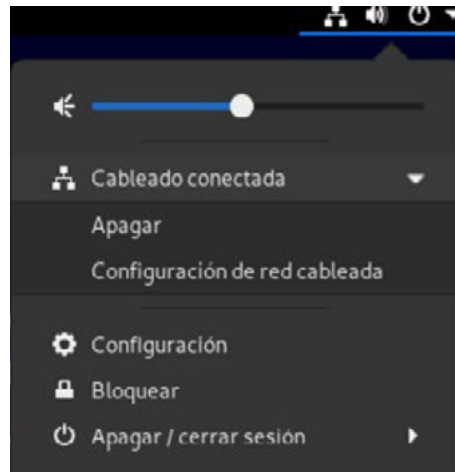 Cableado conectada
Apagar
Configuración de red cableada
Configuración
Bloquear
Apagar / cerrar sesión